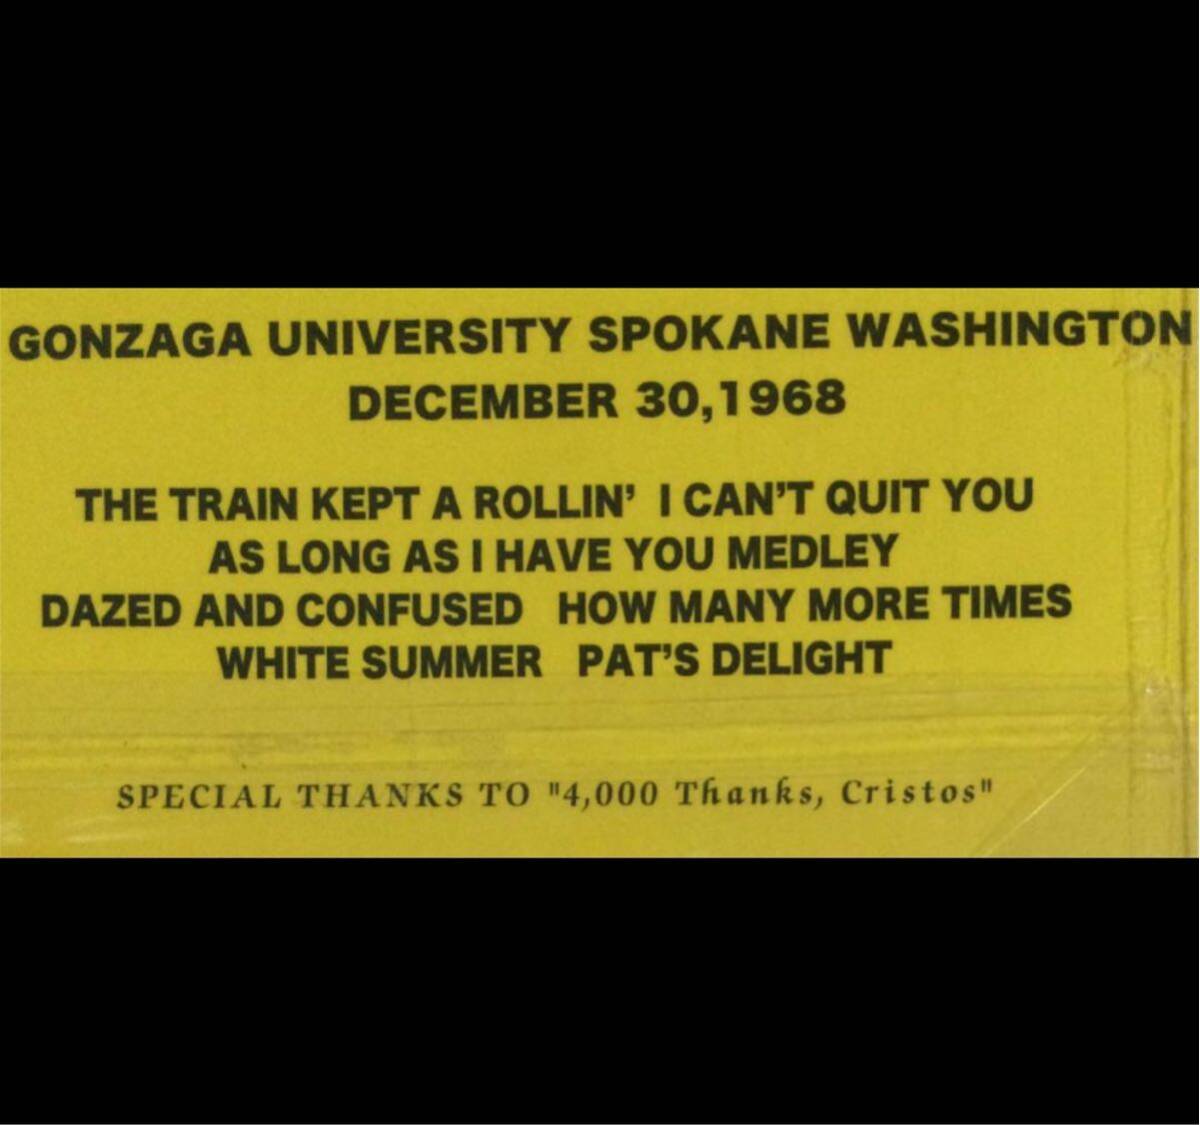 GONZAGA UNIVERSITY SPOKANE WASHINGTON
DECEMBER 30,1968
THE TRAIN KEPT A ROLLIN' I CAN'T QUIT YOU
AS LONG AS I HAVE YOU MEDLEY
DAZED AND CONFUSED HOW MANY MORE TIMES
WHITE SUMMER PAT'S DELIGHT
SPECIAL THANKS TO "4,000 Thanks, Cristos"